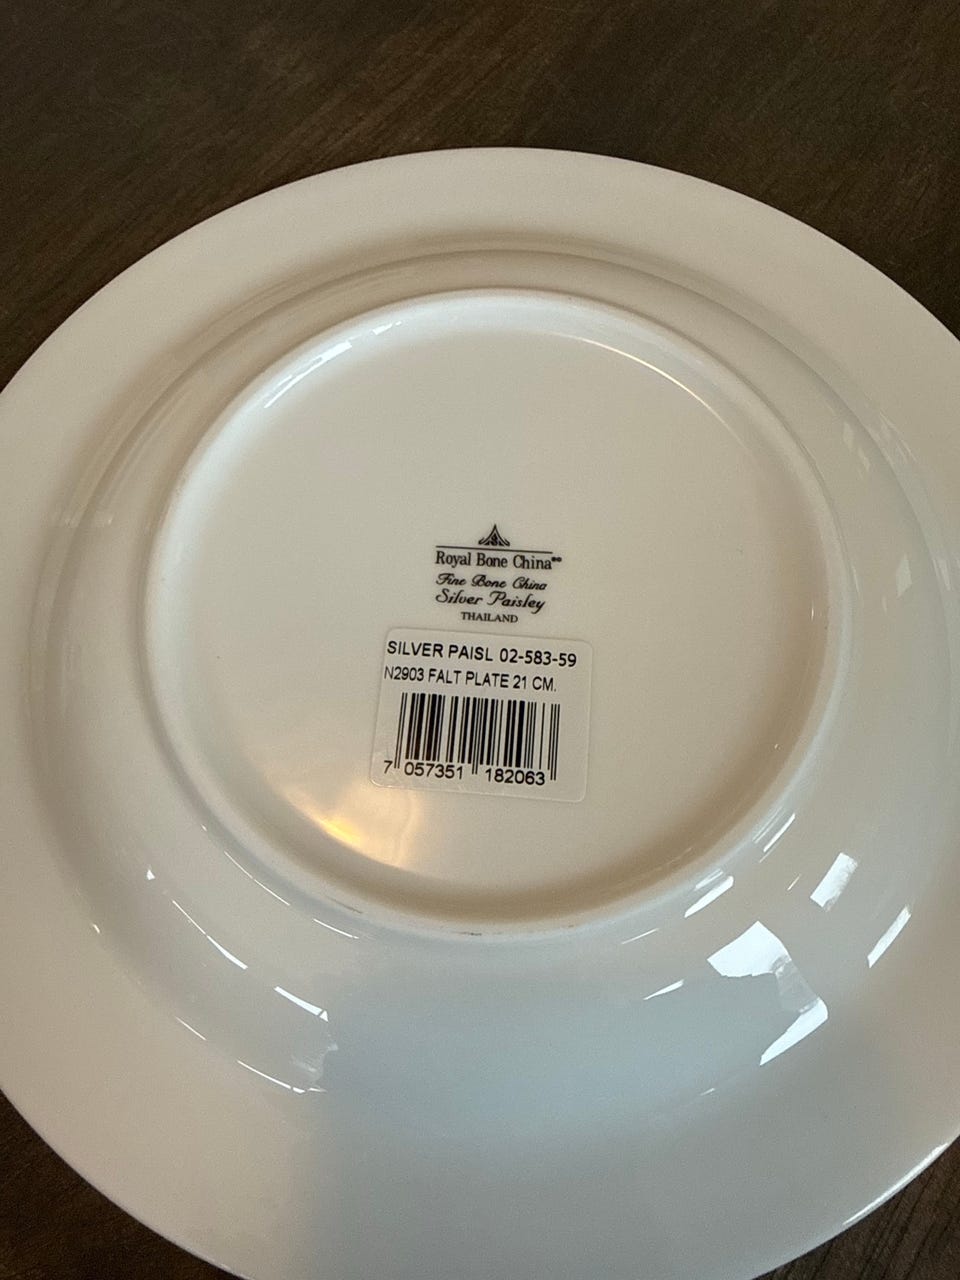 Royal Bone China
Fine Bone China
Silver Paisley
THAILAND
SILVER PAISL 02-583-59
N2903 FALT PLATE 21 CM.
7 057351 182063